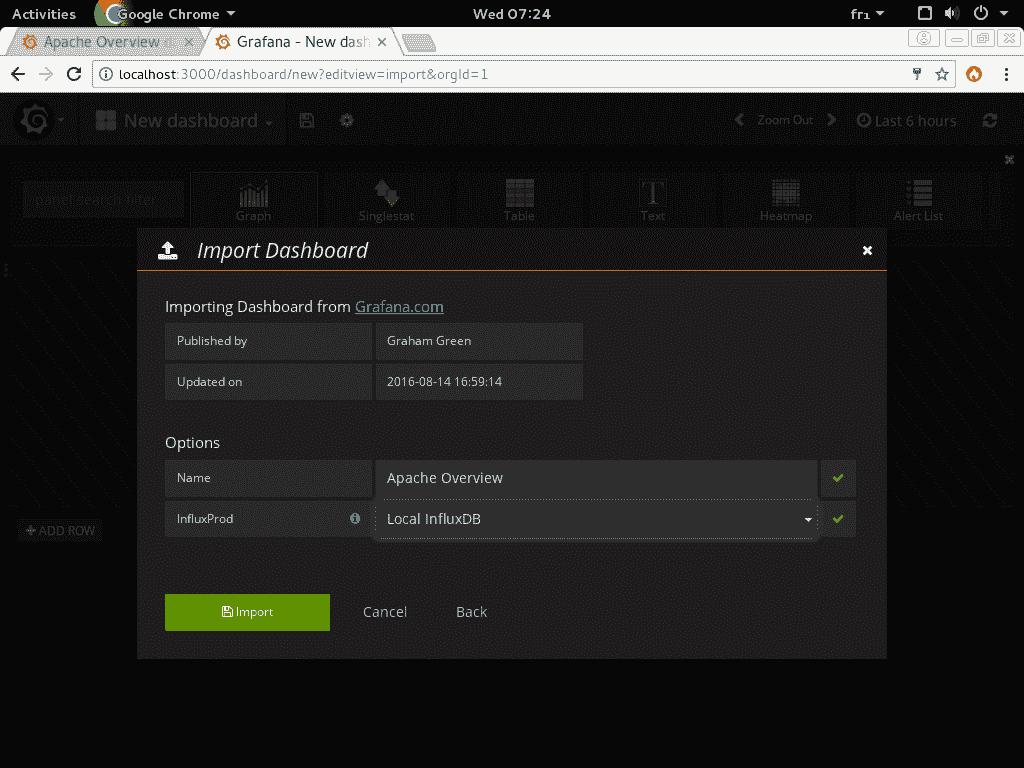 Activities Google Chrome Wed 07:24 fr1
Apache Overview d Grafana - New dash
localhost:3000/dashboard/new?editview=import&orgId=1
New dashboard Zoom Out Last 6 hours
panel search filter Graph Singlestat Table Text Heatmap Alert List
Import Dashboard
Importing Dashboard from Grafana.com
Published by Graham Green
Updated on 2016-08-14 16:59:14
Options
Name Apache Overview
InfluxProd Local InfluxDB
ADD ROW
Import Cancel Back